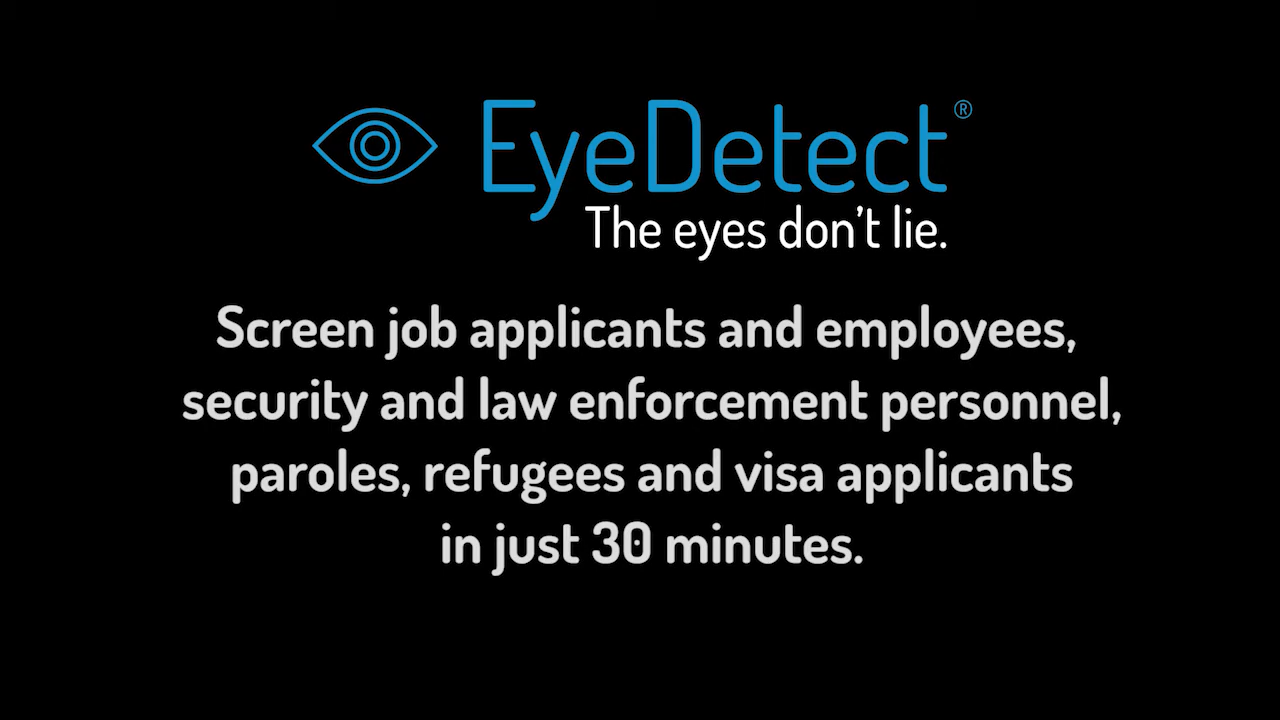 EyeDetect®
The eyes don't lie.
Screen job applicants and employees,
security and law enforcement personnel,
paroles, refugees and visa applicants
in just 30 minutes.